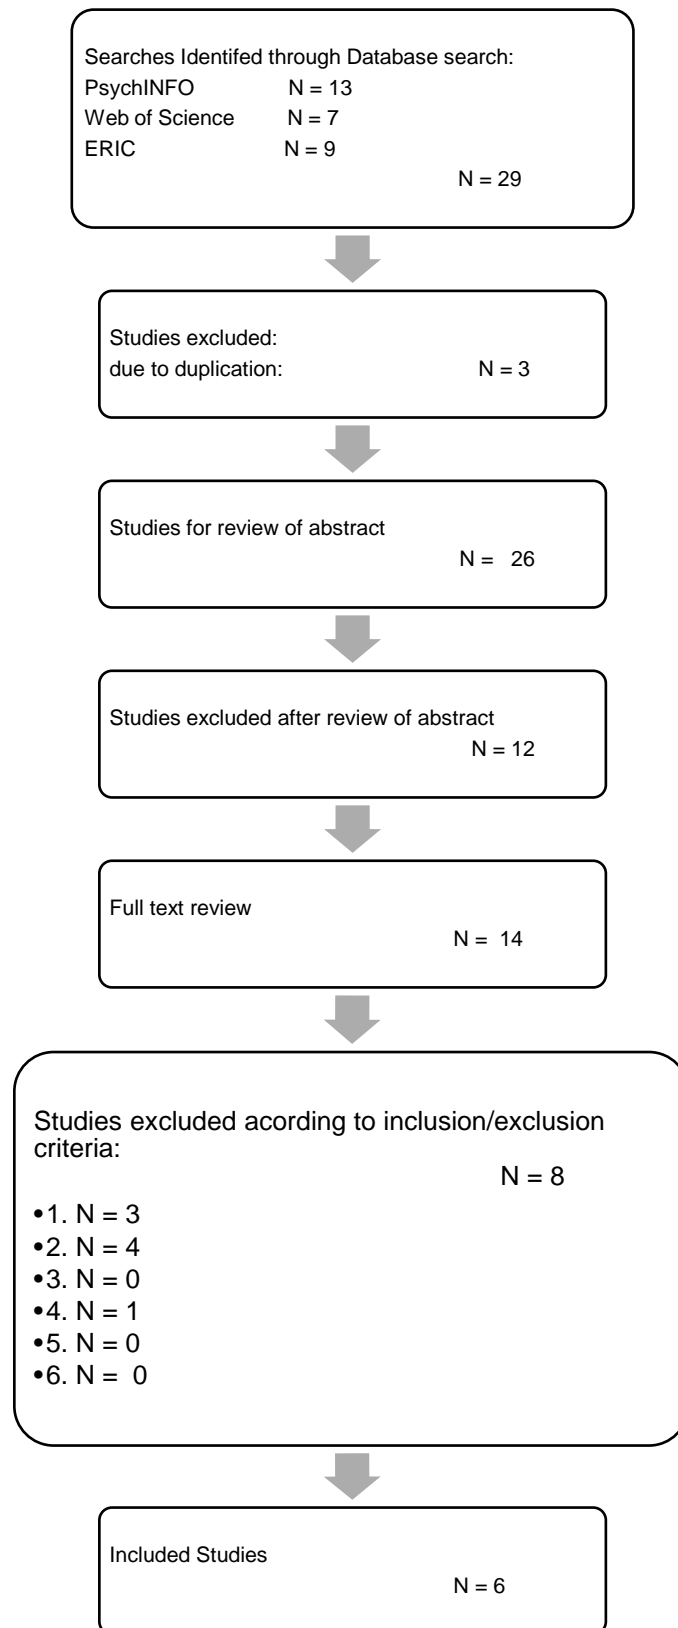 Searches Identifed through Database search:
PsychINFO N = 13
Web of Science N = 7
ERIC N = 9
N = 29
Studies excluded:
due to duplication: N = 3
Studies for review of abstract
N = 26
Studies excluded after review of abstract
N = 12
Full text review
N = 14
Studies excluded acording to inclusion/exclusion
criteria:
N = 8
•1. N = 3
•2. N = 4
•3. N = 0
•4. N = 1
•5. N = 0
•6. N = 0
Included Studies
N = 6